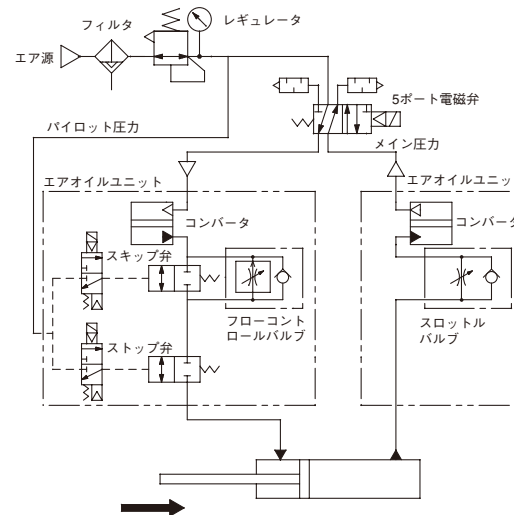 フィルタ
レギュレータ
エア源
5ポート電磁弁
パイロット圧力
メイン圧力
エアオイルユニット
エアオイルユニッ
コンバータ
コンバータ
スキップ弁
フローコント
ロールバルブ
スロットル
バルブ
ストップ弁